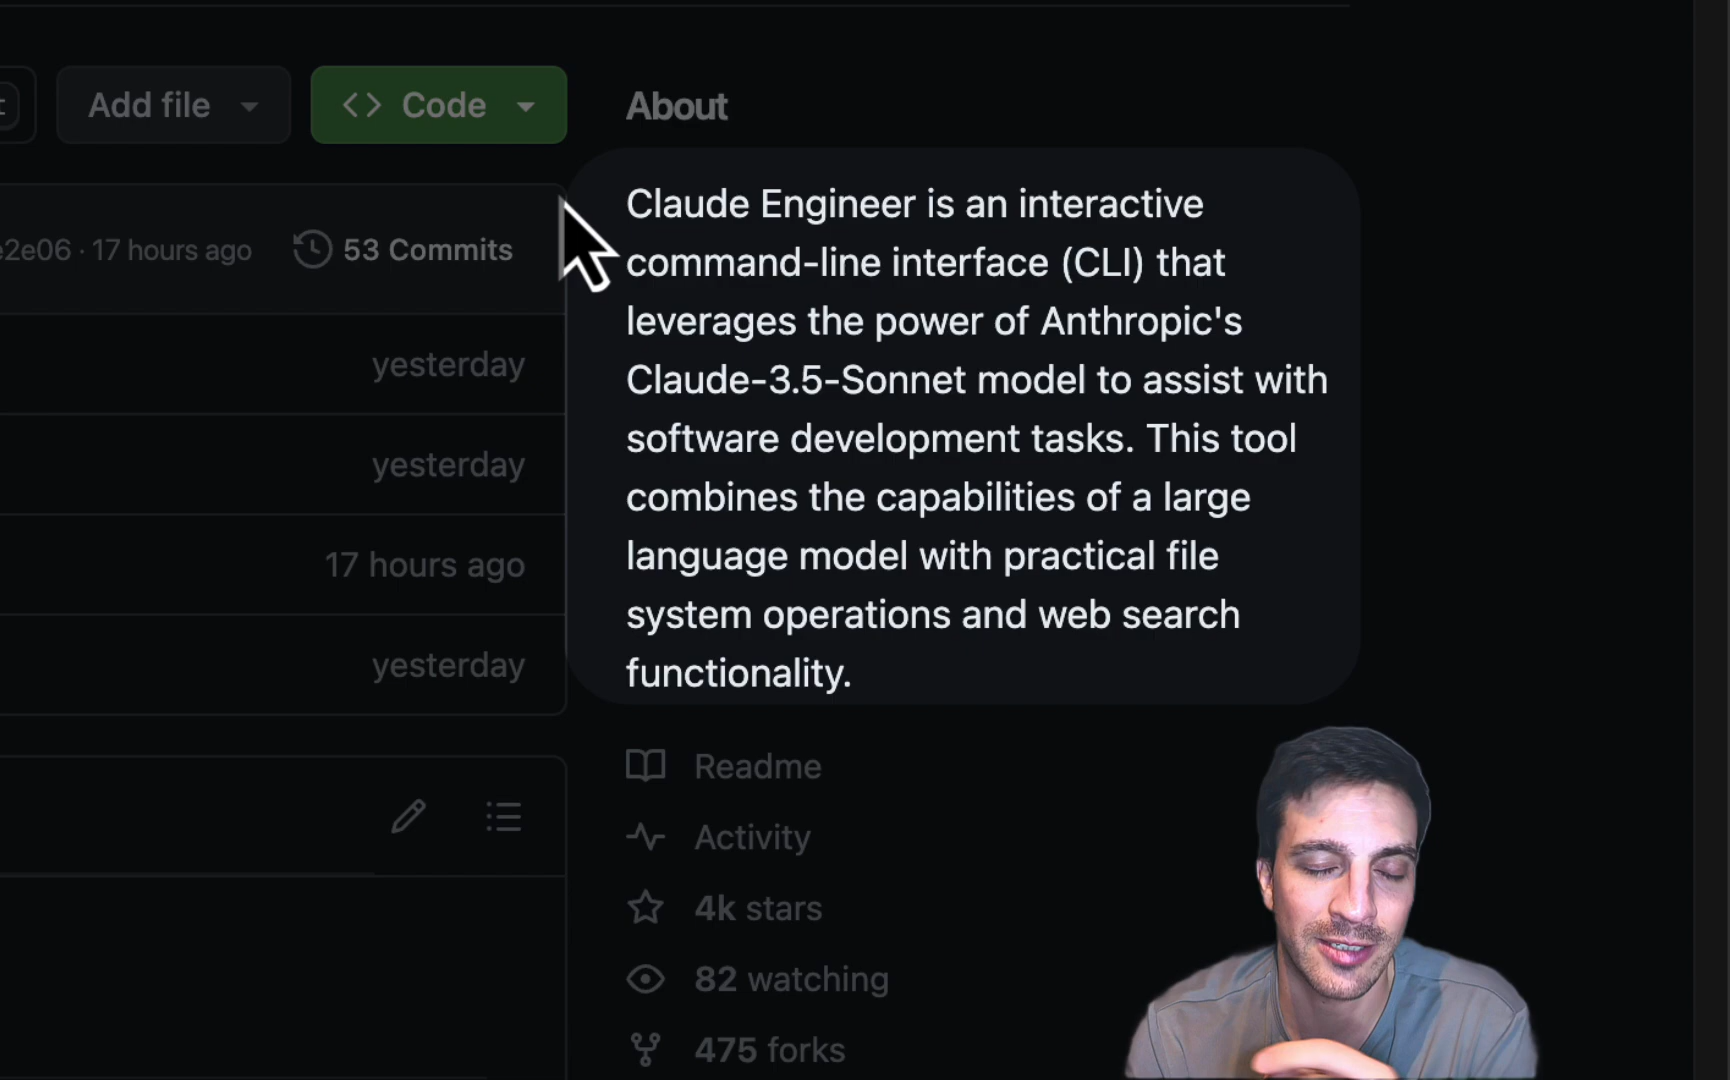 Add file
Code
About
e2e06 · 17 hours ago
53 Commits
Claude Engineer is an interactive
command-line interface (CLI) that
leverages the power of Anthropic's
Claude-3.5-Sonnet model to assist with
software development tasks. This tool
combines the capabilities of a large
language model with practical file
system operations and web search
functionality.
yesterday
yesterday
17 hours ago
yesterday
Readme
Activity
4k stars
82 watching
475 forks